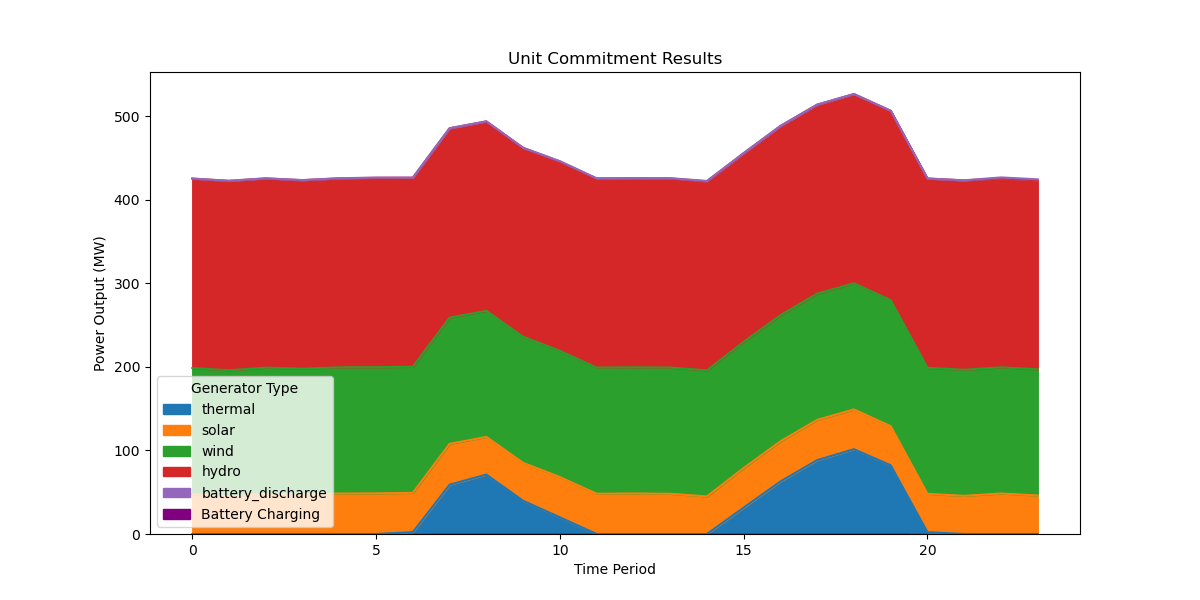 Unit Commitment Results
Power Output (MW)
500
400
300
200
100
0
Generator Type
thermal
solar
wind
hydro
battery_discharge
Battery Charging
0 5 10 15 20
Time Period